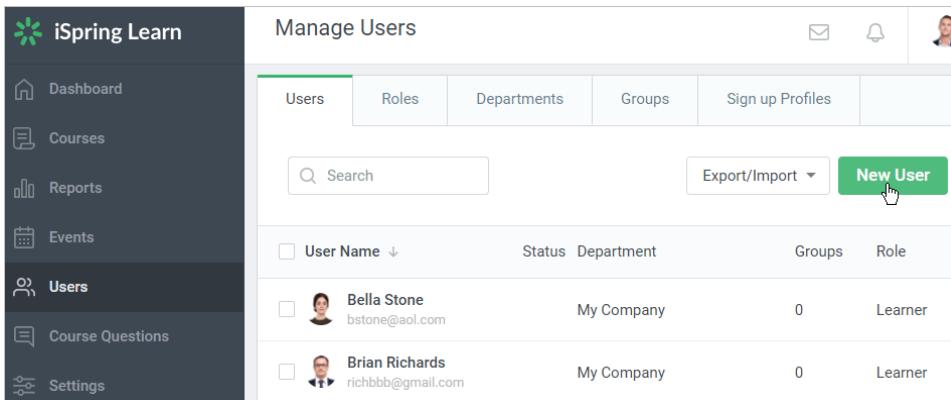 iSpring Learn
Manage Users
Dashboard
Courses
Reports
Events
Users
Course Questions
Settings
Users Roles Departments Groups Sign up Profiles
Search Export/Import New User
User Name Status Department Groups Role
Bella Stone
bstone@aol.com
My Company 0 Learner
Brian Richards
richbbb@gmail.com
My Company 0 Learner